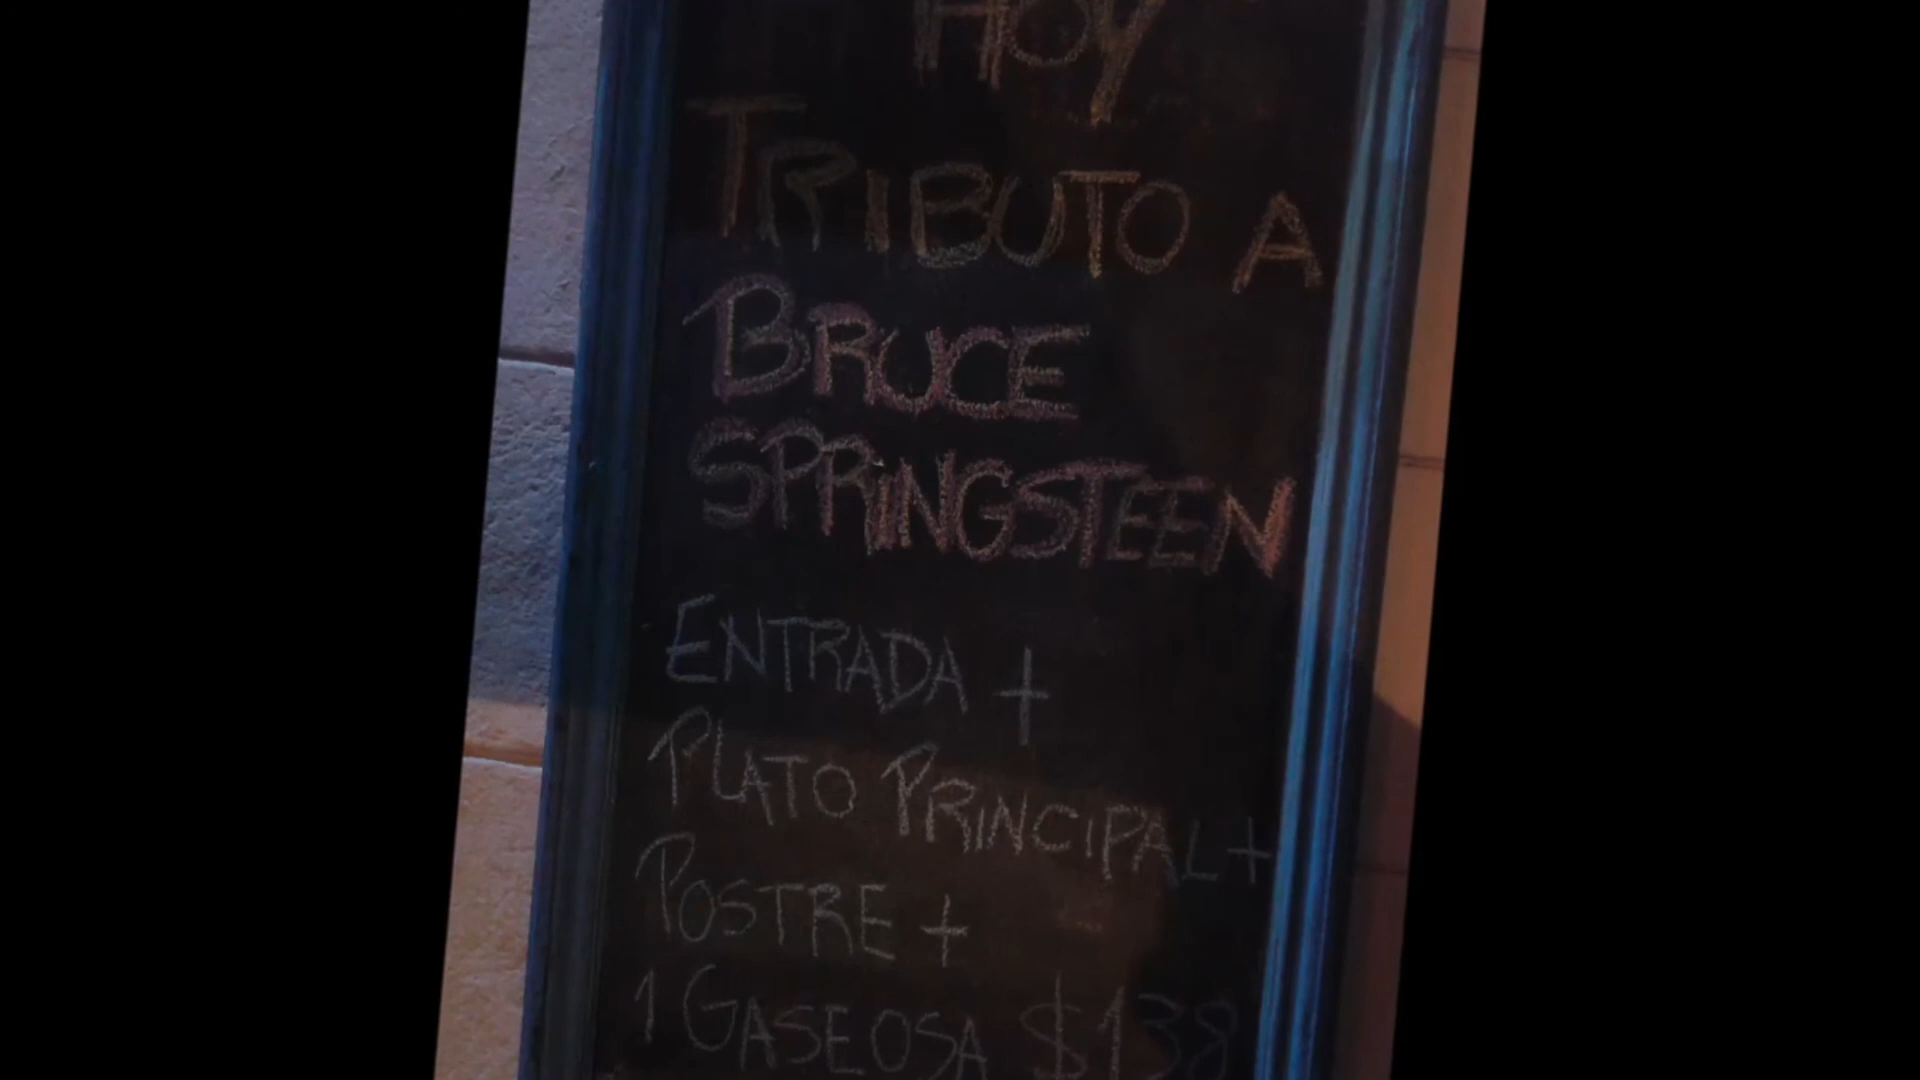 HOY
TRIBUTO A
BRUCE
SPRINGSTEEN
ENTRADA +
PLATO PRINCIPAL +
POSTRE +
1 GASEOSA $138